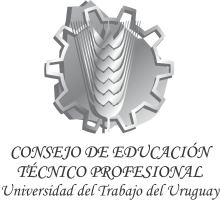 CONSEJO DE EDUCACIÓN
TÉCNICO PROFESIONAL
Universidad del Trabajo del Uruguay